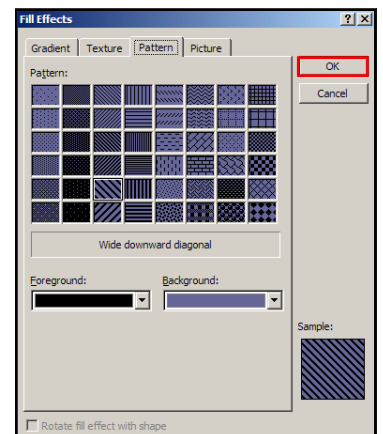 Fill Effects
Gradient Texture Pattern Picture
Pattern:
OK
Cancel
Wide downward diagonal
Foreground: Background:
Sample:
Rotate fill effect with shape